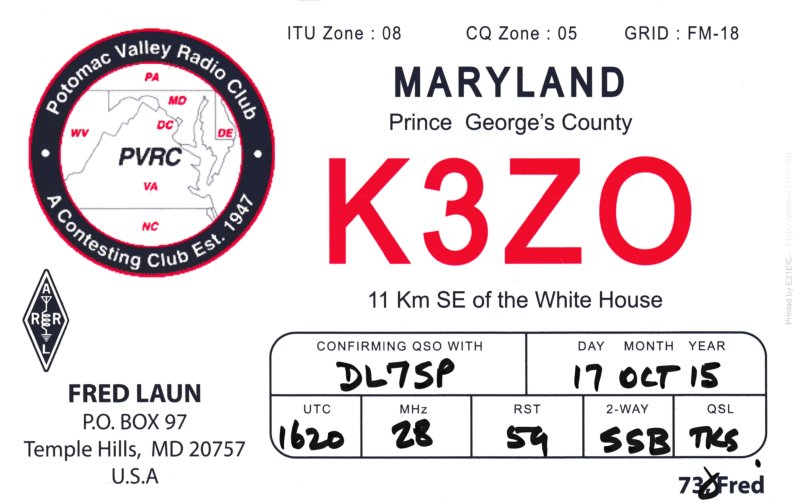 ITU Zone : 08 CQ Zone : 05 GRID : FM-18
Potomac Valley Radio Club
PA
MD
DC
WV
DE
PVRC
VA
NC
A Contesting Club Est. 1947
MARYLAND
Prince George's County
K3ZO
11 Km SE of the White House
A
R R
L
FRED LAUN
P.O. BOX 97
Temple Hills, MD 20757
U.S.A
CONFIRMING QSO WITH DAY MONTH YEAR
DL7SP 17 OCT 15
UTC MHz RST 2-WAY QSL
1620 28 59 SSB TKS
73, Fred
Printed by E21EIC -